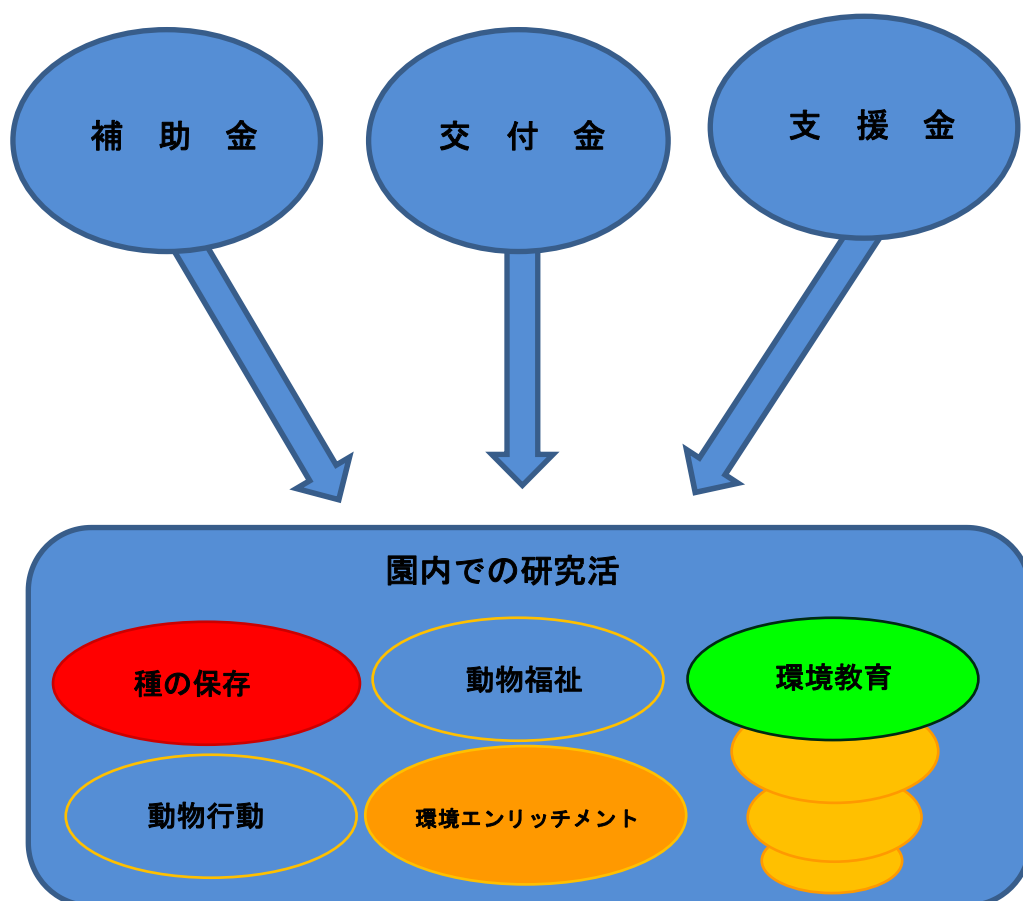 補 助 金
交 付 金
支 援 金
園内での研究活
種の保存
動物福祉
環境教育
動物行動
環境エンリッチメント